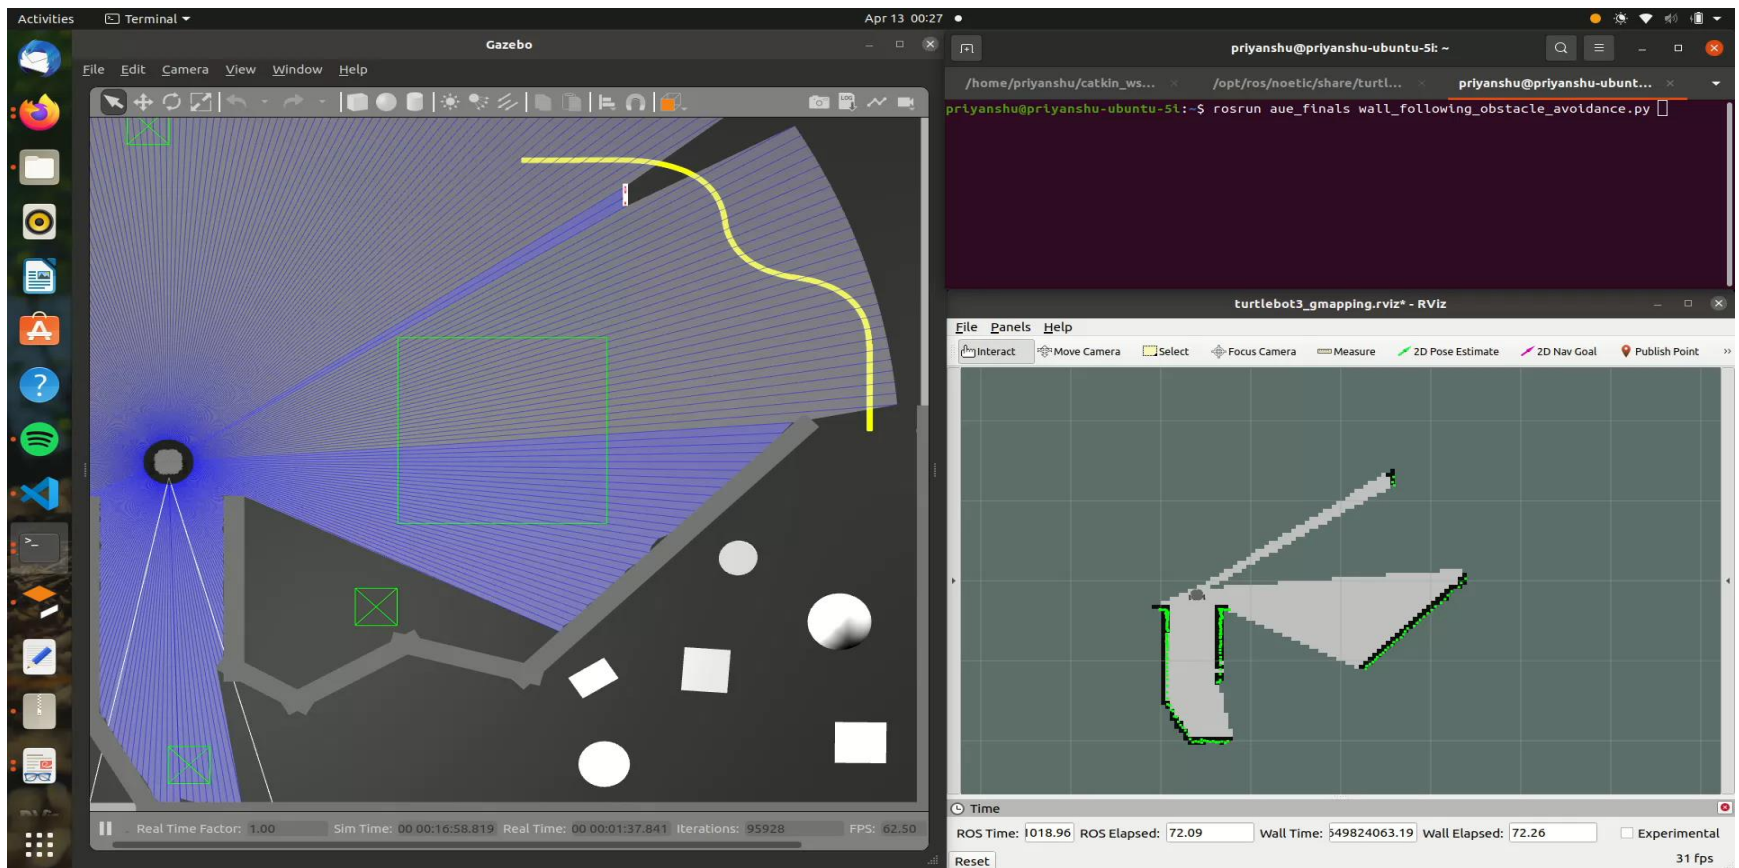 Activities
Terminal
Apr 13 00:27
Gazebo
File Edit Camera View Window Help
LOG
Real Time Factor: 1.00 Sim Time: 00 00:16:58.819 Real Time: 00 00:01:37.841 Iterations: 95928 FPS: 62.50
priyanshu@priyanshu-ubuntu-5i: ~
/home/priyanshu/catkin_ws...
/opt/ros/noetic/share/turtl...
priyanshu@priyanshu-ubunt...
priyanshu@priyanshu-ubuntu-5i:~$ rosrun aue_finals wall_following_obstacle_avoidance.py
turtlebot3_gmapping.rviz* - RViz
File Panels Help
Interact Move Camera Select Focus Camera Measure 2D Pose Estimate 2D Nav Goal Publish Point
Time
ROS Time: 1018.96 ROS Elapsed: 72.09 Wall Time: 549824063.19 Wall Elapsed: 72.26 Experimental
Reset
31 fps